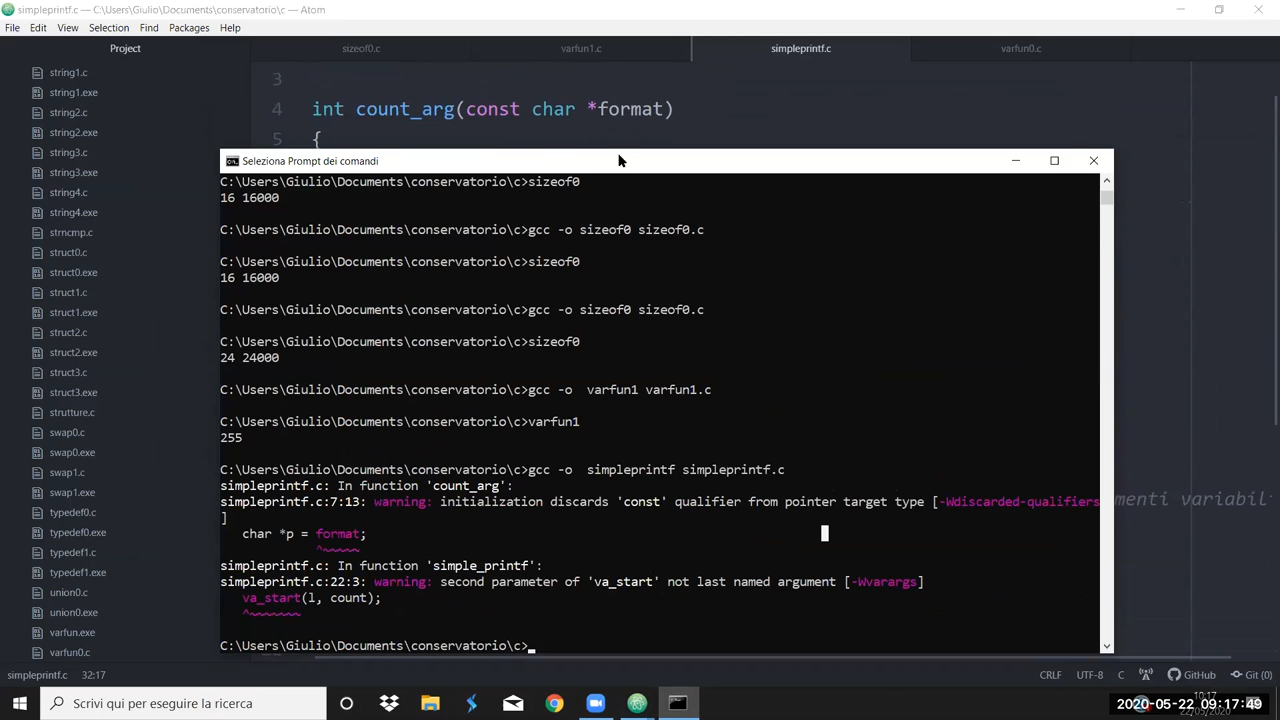 simpleprintf.c — C:\Users\Giulio\Documents\conservatorio\c — Atom
File Edit View Selection Find Packages Help
Project
sizeof0.c
varfun1.c
simpleprintf.c
varfun0.c
string1.c
string1.exe
string2.c
string2.exe
string3.c
string3.exe
string4.c
string4.exe
strncmp.c
struct0.c
struct0.exe
struct1.c
struct1.exe
struct2.c
struct2.exe
struct3.c
struct3.exe
strutture.c
swap0.c
swap0.exe
swap1.c
swap1.exe
typedef0.c
typedef0.exe
typedef1.c
typedef1.exe
union0.c
union0.exe
varfun.exe
varfun0.c
3
4 int count_arg(const char *format)
5 {
menti variabil
Seleziona Prompt dei comandi
C:\Users\Giulio\Documents\conservatorio\c>sizeof0
16 16000
C:\Users\Giulio\Documents\conservatorio\c>gcc -o sizeof0 sizeof0.c
C:\Users\Giulio\Documents\conservatorio\c>sizeof0
16 16000
C:\Users\Giulio\Documents\conservatorio\c>gcc -o sizeof0 sizeof0.c
C:\Users\Giulio\Documents\conservatorio\c>sizeof0
24 24000
C:\Users\Giulio\Documents\conservatorio\c>gcc -o  varfun1 varfun1.c
C:\Users\Giulio\Documents\conservatorio\c>varfun1
255
C:\Users\Giulio\Documents\conservatorio\c>gcc -o  simpleprintf simpleprintf.c
simpleprintf.c: In function 'count_arg':
simpleprintf.c:7:13: warning: initialization discards 'const' qualifier from pointer target type [-Wdiscarded-qualifiers
]
char *p = format;
^~~~~~
simpleprintf.c: In function 'simple_printf':
simpleprintf.c:22:3: warning: second parameter of 'va_start' not last named argument [-Wvarargs]
va_start(l, count);
^~~~~~~~
C:\Users\Giulio\Documents\conservatorio\c>
simpleprintf.c 32:17
CRLF UTF-8 C GitHub Git (0)
Scrivi qui per eseguire la ricerca
10:17
22/05/2020
2020-05-22 09:17:49